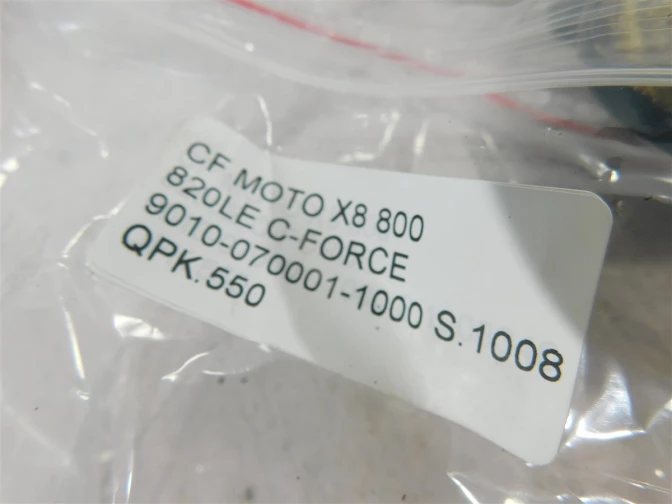 CF MOTO X8 800
820LE C-FORCE
9010-070001-1000 S.1008
QPK.550